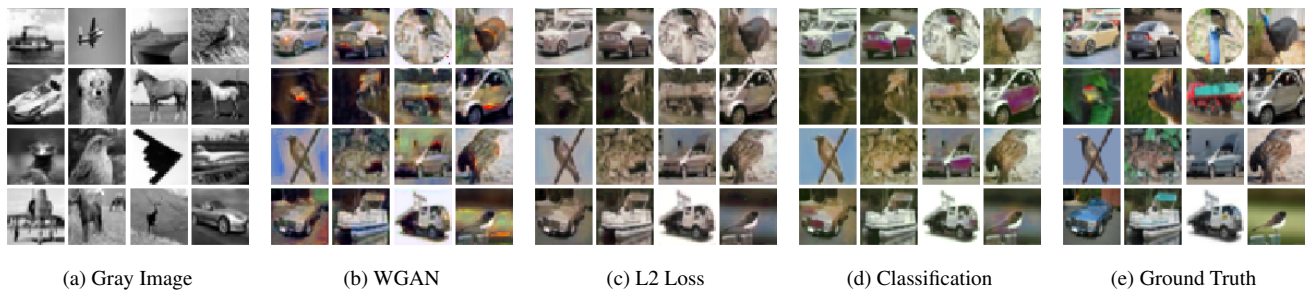 (a) Gray Image
(b) WGAN
(c) L2 Loss
(d) Classification
(e) Ground Truth